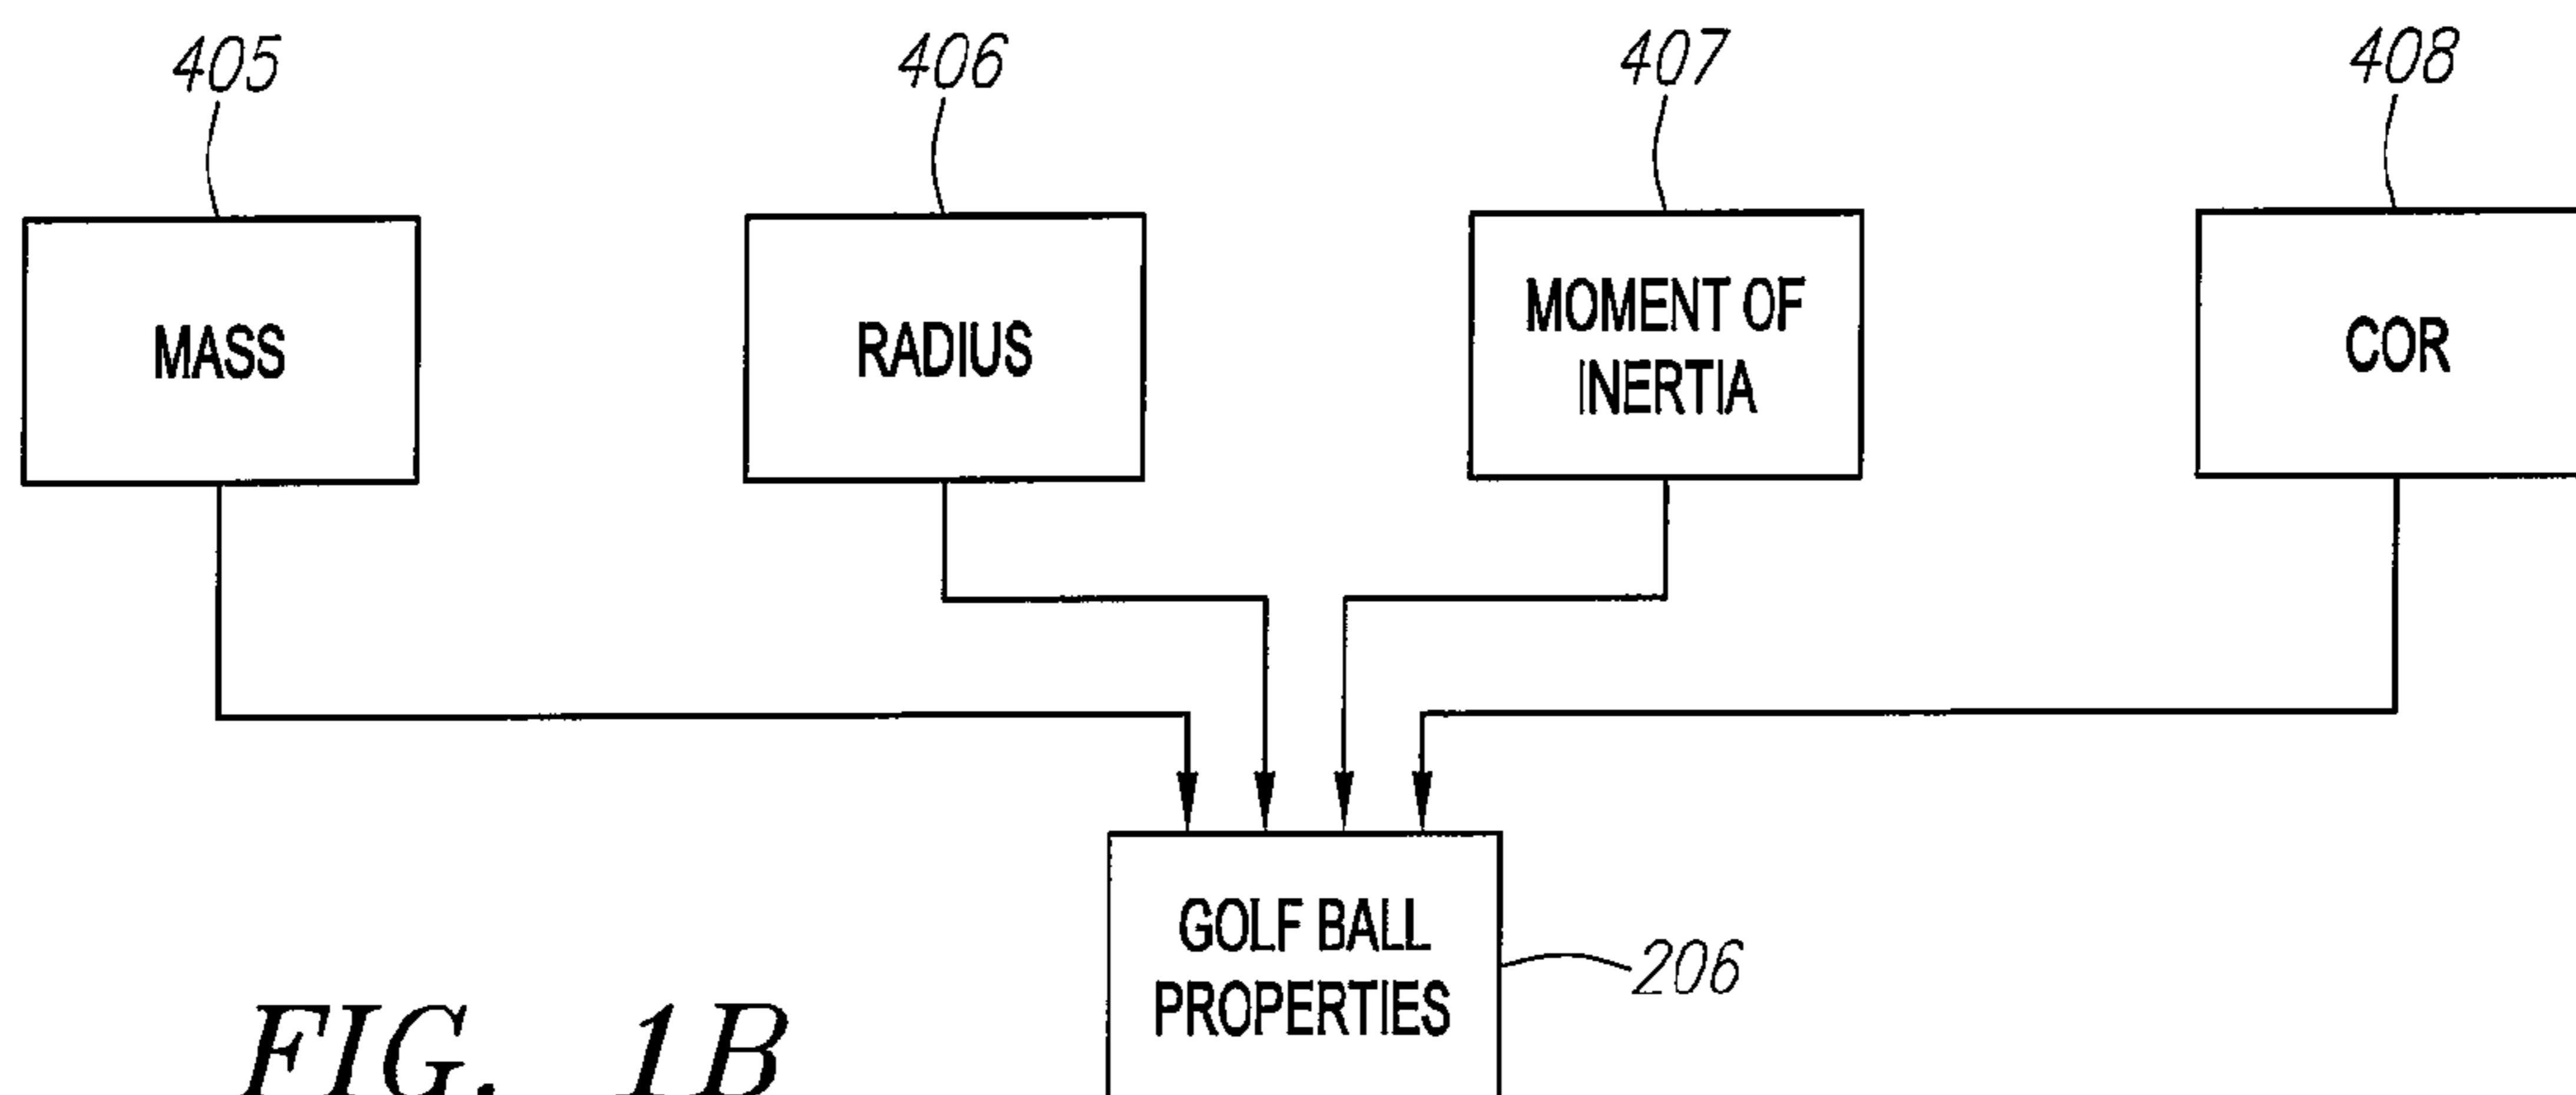 405
406
407
408
MASS
RADIUS
MOMENT OF
INERTIA
COR
GOLF BALL
PROPERTIES
206
FIG. 1B